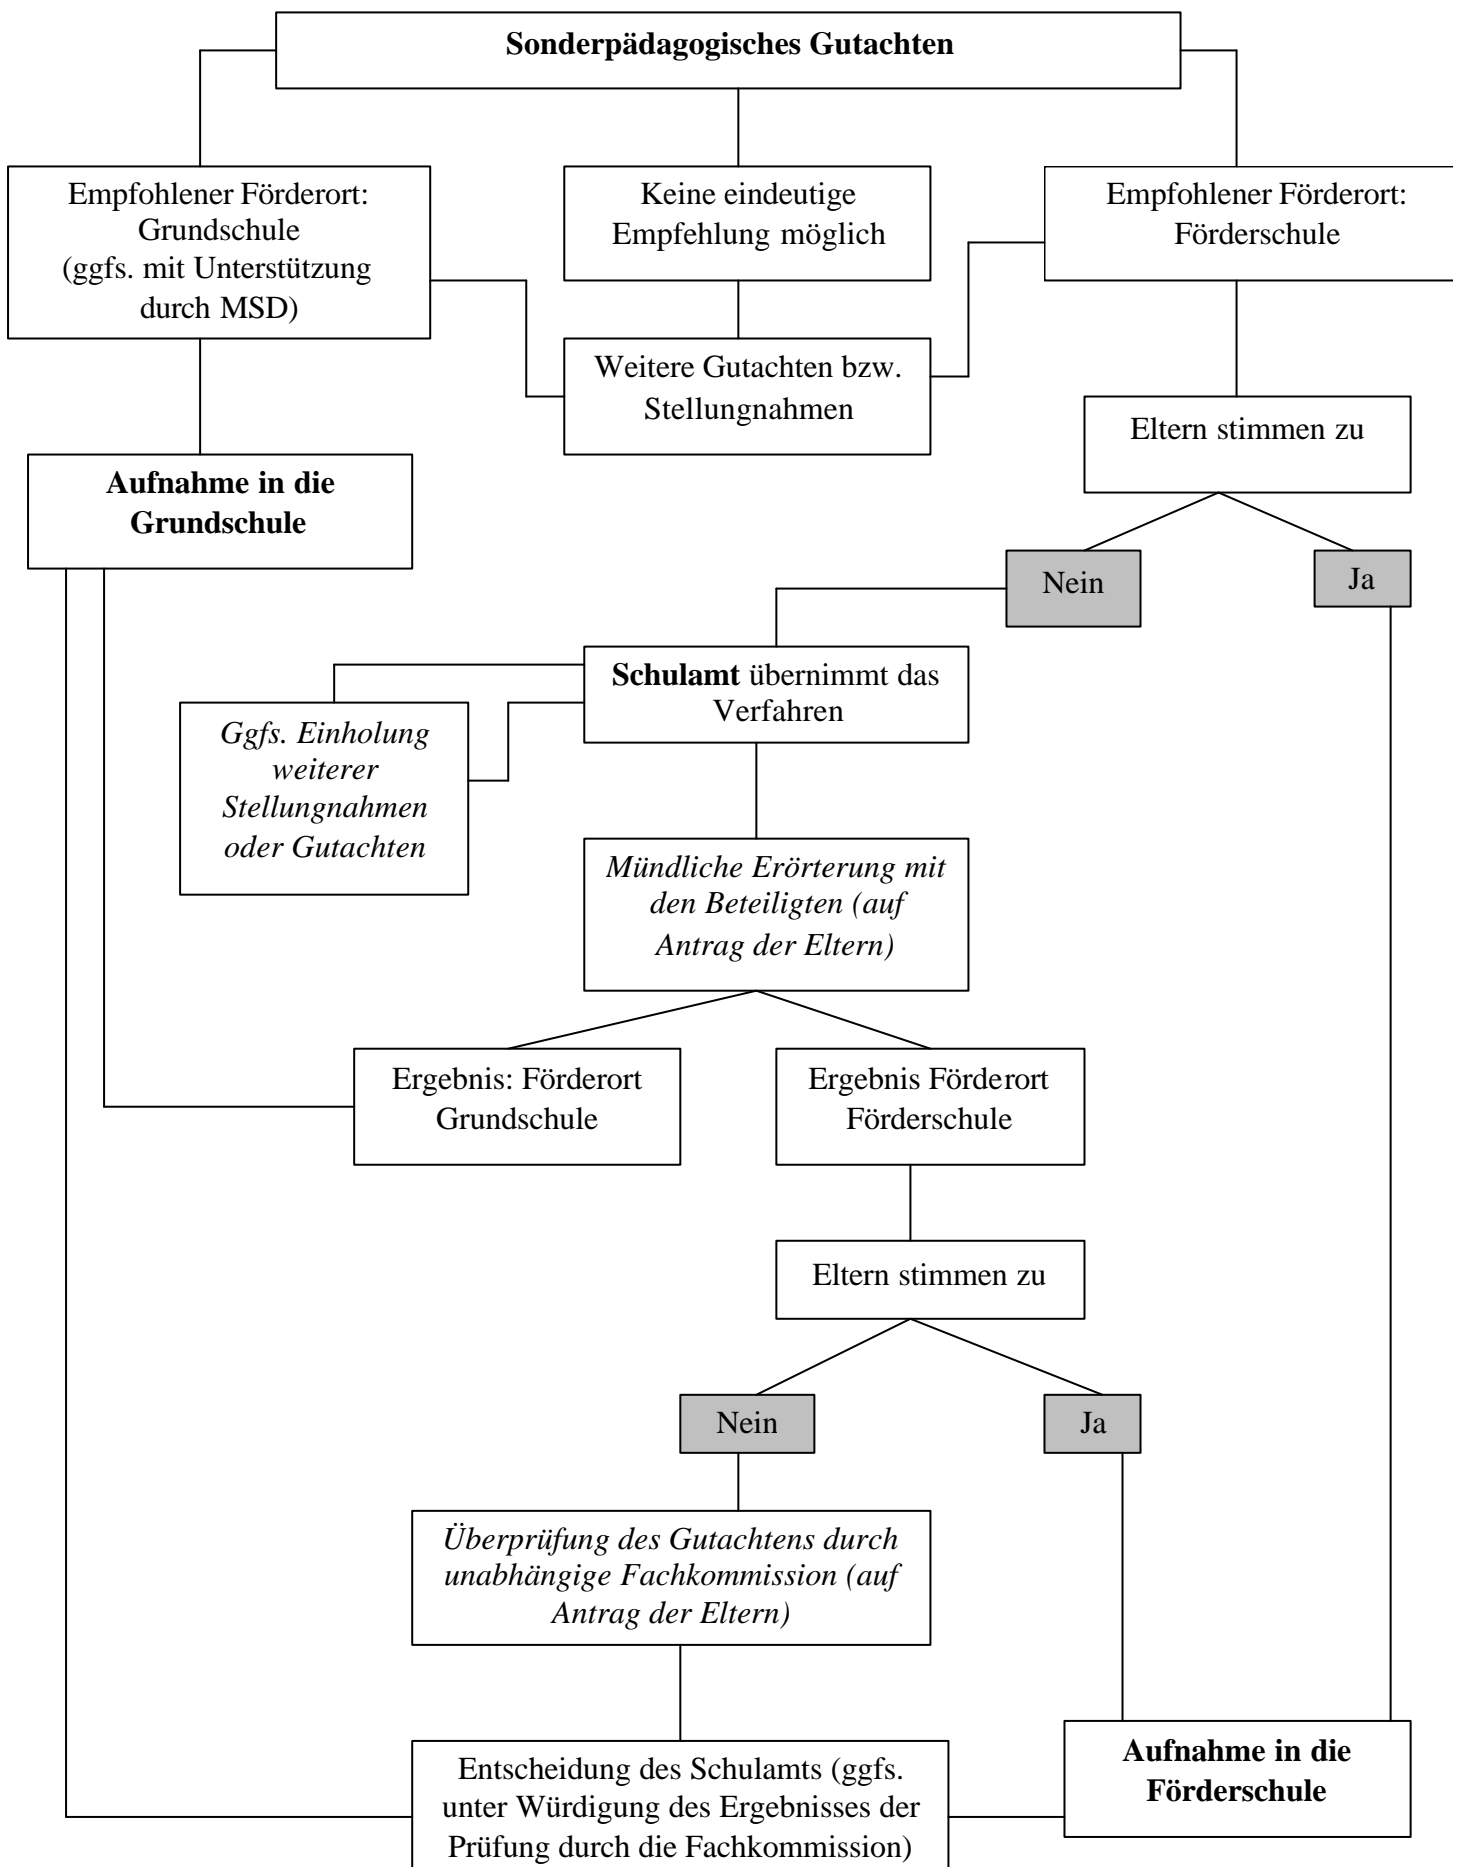 Sonderpädagogisches Gutachten
Empfohlener Förderort:
Grundschule
(ggfs. mit Unterstützung
durch MSD)
Keine eindeutige
Empfehlung möglich
Empfohlener Förderort:
Förderschule
Weitere Gutachten bzw.
Stellungnahmen
Eltern stimmen zu
Aufnahme in die
Grundschule
Nein
Ja
Schulamt übernimmt das
Verfahren
Ggfs. Einholung
weiterer
Stellungnahmen
oder Gutachten
Mündliche Erörterung mit
den Beteiligten (auf
Antrag der Eltern)
Ergebnis: Förderort
Grundschule
Ergebnis Förderort
Förderschule
Eltern stimmen zu
Nein
Ja
Überprüfung des Gutachtens durch
unabhängige Fachkommission (auf
Antrag der Eltern)
Entscheidung des Schulamts (ggfs.
unter Würdigung des Ergebnisses der
Prüfung durch die Fachkommission)
Aufnahme in die
Förderschule